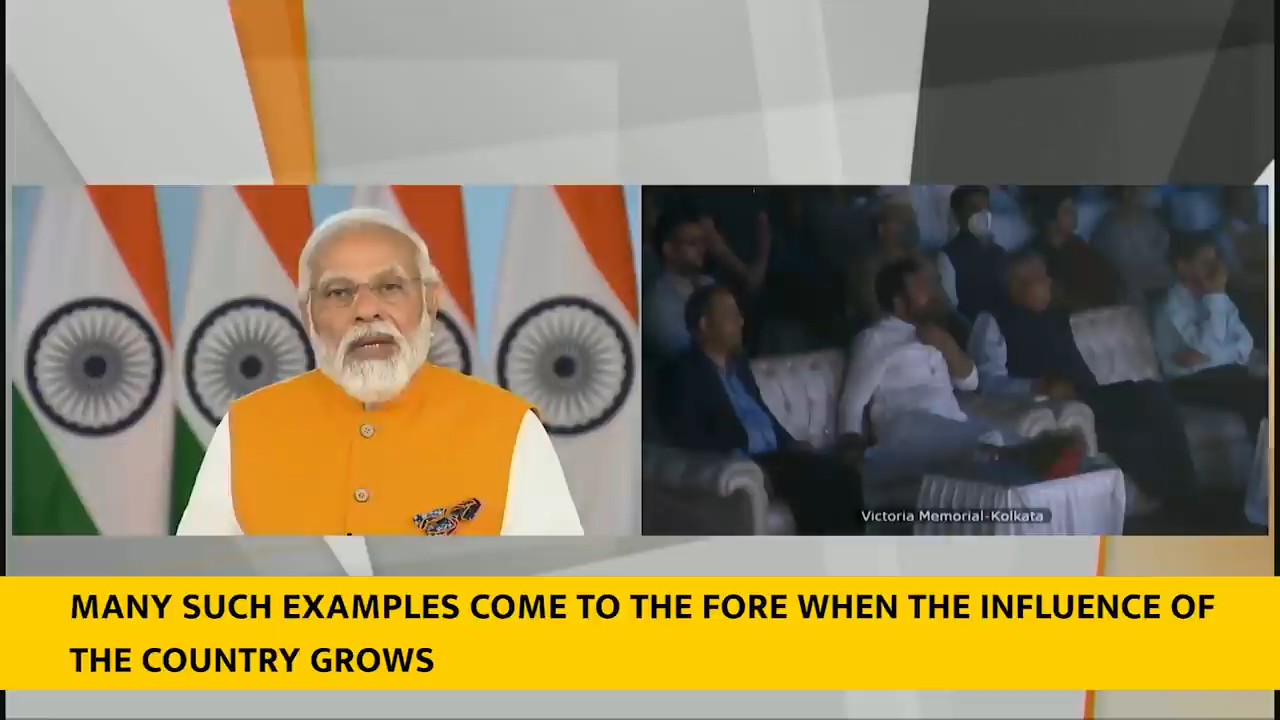 Victoria Memorial-Kolkata
MANY SUCH EXAMPLES COME TO THE FORE WHEN THE INFLUENCE OF
THE COUNTRY GROWS